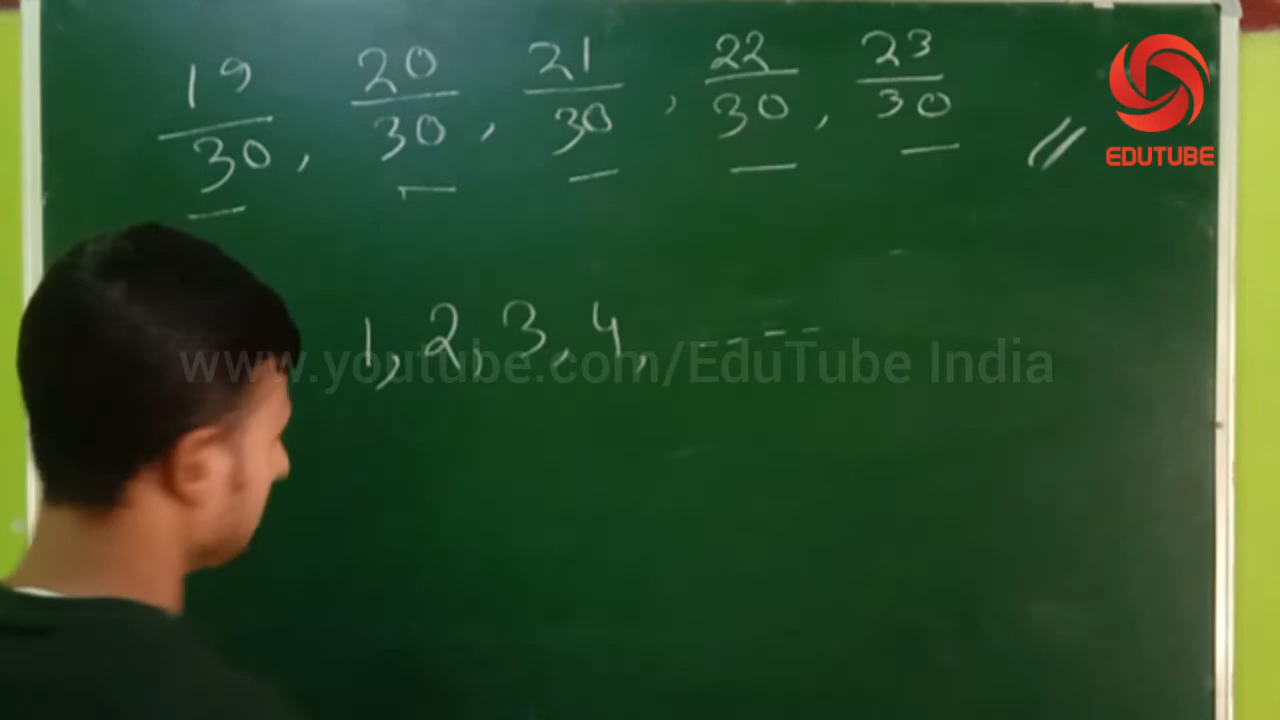 19/30, 20/30, 21/30, 22/30, 23/30 //
EDUTUBE
1, 2, 3, 4, ----
www.youtube.com/EduTube India